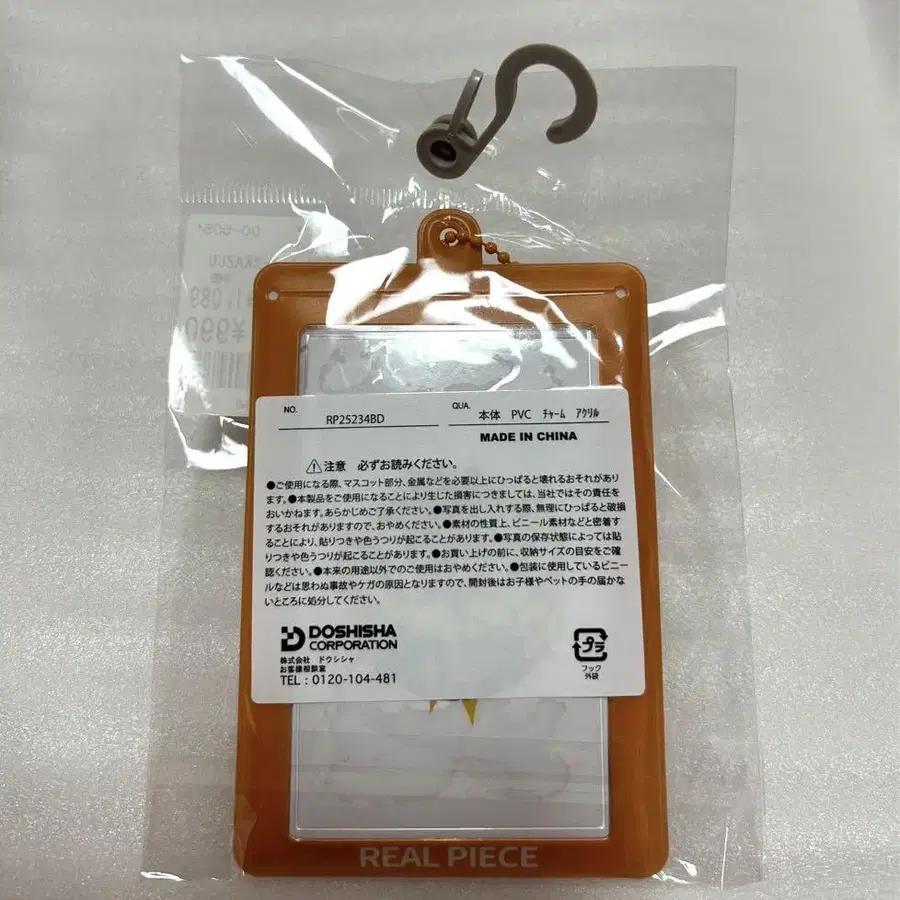 NO. RP25234BD
QUA. 本体 PVC ﾁｬｰﾑ ｱｸﾘﾙ
MADE IN CHINA
⚠注意 必ずお読みください。
●ご使用になる際、マスコット部分、金属などを必要以上にひっぱると壊れるおそれがあり
ます。●本製品をご使用になることにより生じた損害につきましては、当社ではその責任を
おいかねます。あらかじめご了承ください。●写真を出し入れする際、無理にひっぱると破損
するおそれがありますので、おやめください。●素材の性質上、ビニール素材などと密着す
ることにより、貼りつきや色うつりが起こることがあります。●写真の保存状態によっては貼
りつきや色うつりが起こることがあります。●お買い上げの前に、収納サイズの目安をご確
認ください。●本来の用途以外でのご使用はおやめください。●包装に使用しているビニー
ルなどは思わぬ事故やケガの原因となりますので、開封後はお子様やペットの手の届かな
いところに処分してください。
DOSHISHA
CORPORATION
株式会社 ドウシシャ
お客様相談室
TEL : 0120-104-481
プラ
フック
外袋
REAL PIECE